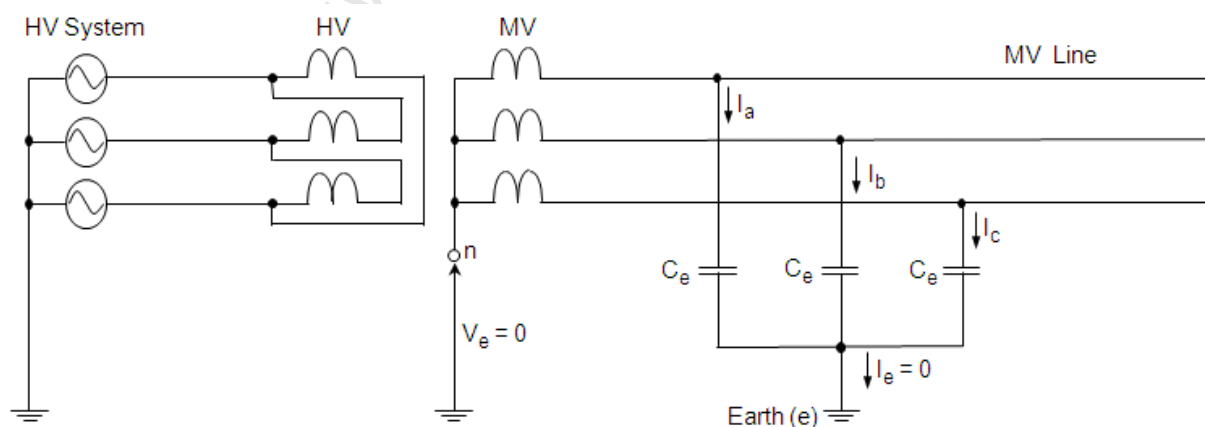 HV System
HV
MV
MV Line
Ia
Ib
Ic
n
Ce
Ce
Ce
Ve = 0
Ie = 0
Earth (e)